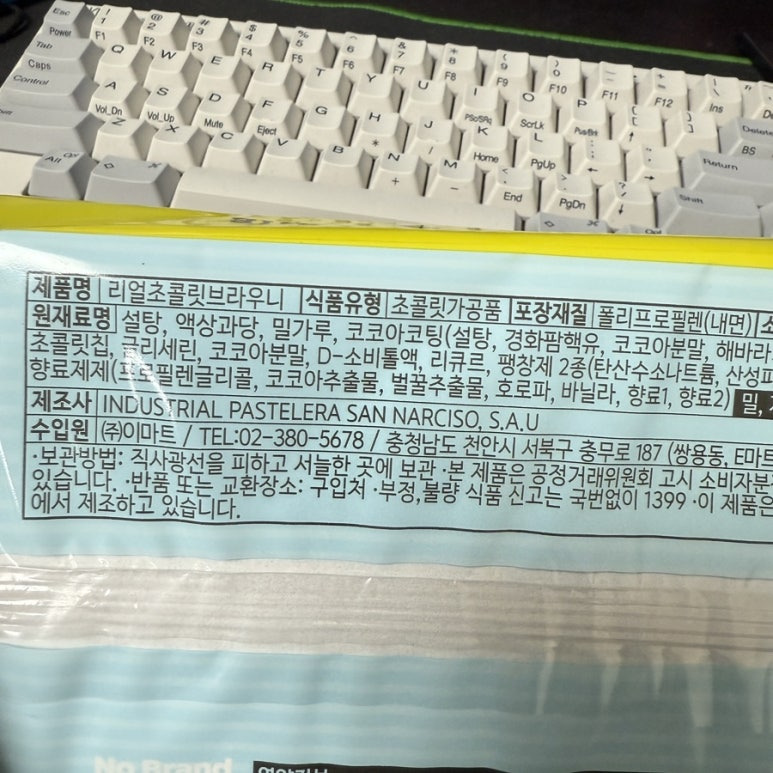 Esc ! 1 @ 2 # 3 $ 4 % 5 ^ 6 & 7 * 8 ( 9 ) 0
Power F1 F2 F3 F4 F5 F6 F7 F8 F9 F10 F11 F12 Ins
Tab Q W E R T Y U I O P
Caps PscSRq ScrLk Delete BS
Control A S D F G H J K L Return
Vol_Dn Vol_Up Mute Eject * Home PgUp
Z X C V B N M + - End PgDn Shift
Alt
제품명 리얼초콜릿브라우니 식품유형 초콜릿가공품 포장재질 폴리프로필렌(내면)
원재료명 설탕, 액상과당, 밀가루, 코코아코팅(설탕, 경화팜핵유, 코코아분말, 해바라
초콜릿칩, 글리세린, 코코아분말, D-소비톨액, 리큐르, 팽창제 2종(탄산수소나트륨, 산성피
향료제제(프로필렌글리콜, 코코아추출물, 벌꿀추출물, 호로파, 바닐라, 향료1, 향료2) 밀,
제조사 INDUSTRIAL PASTELERA SAN NARCISO, S.A.U
수입원 (주)이마트 / TEL:02-380-5678 / 충청남도 천안시 서북구 충무로 187 (쌍용동, E마트
·보관방법: 직사광선을 피하고 서늘한 곳에 보관 ·본 제품은 공정거래위원회 고시 소비자분
있습니다. ·반품 또는 교환장소: 구입처 ·부정,불량 식품 신고는 국번없이 1399 ·이 제품은
에서 제조하고 있습니다.
No Brand